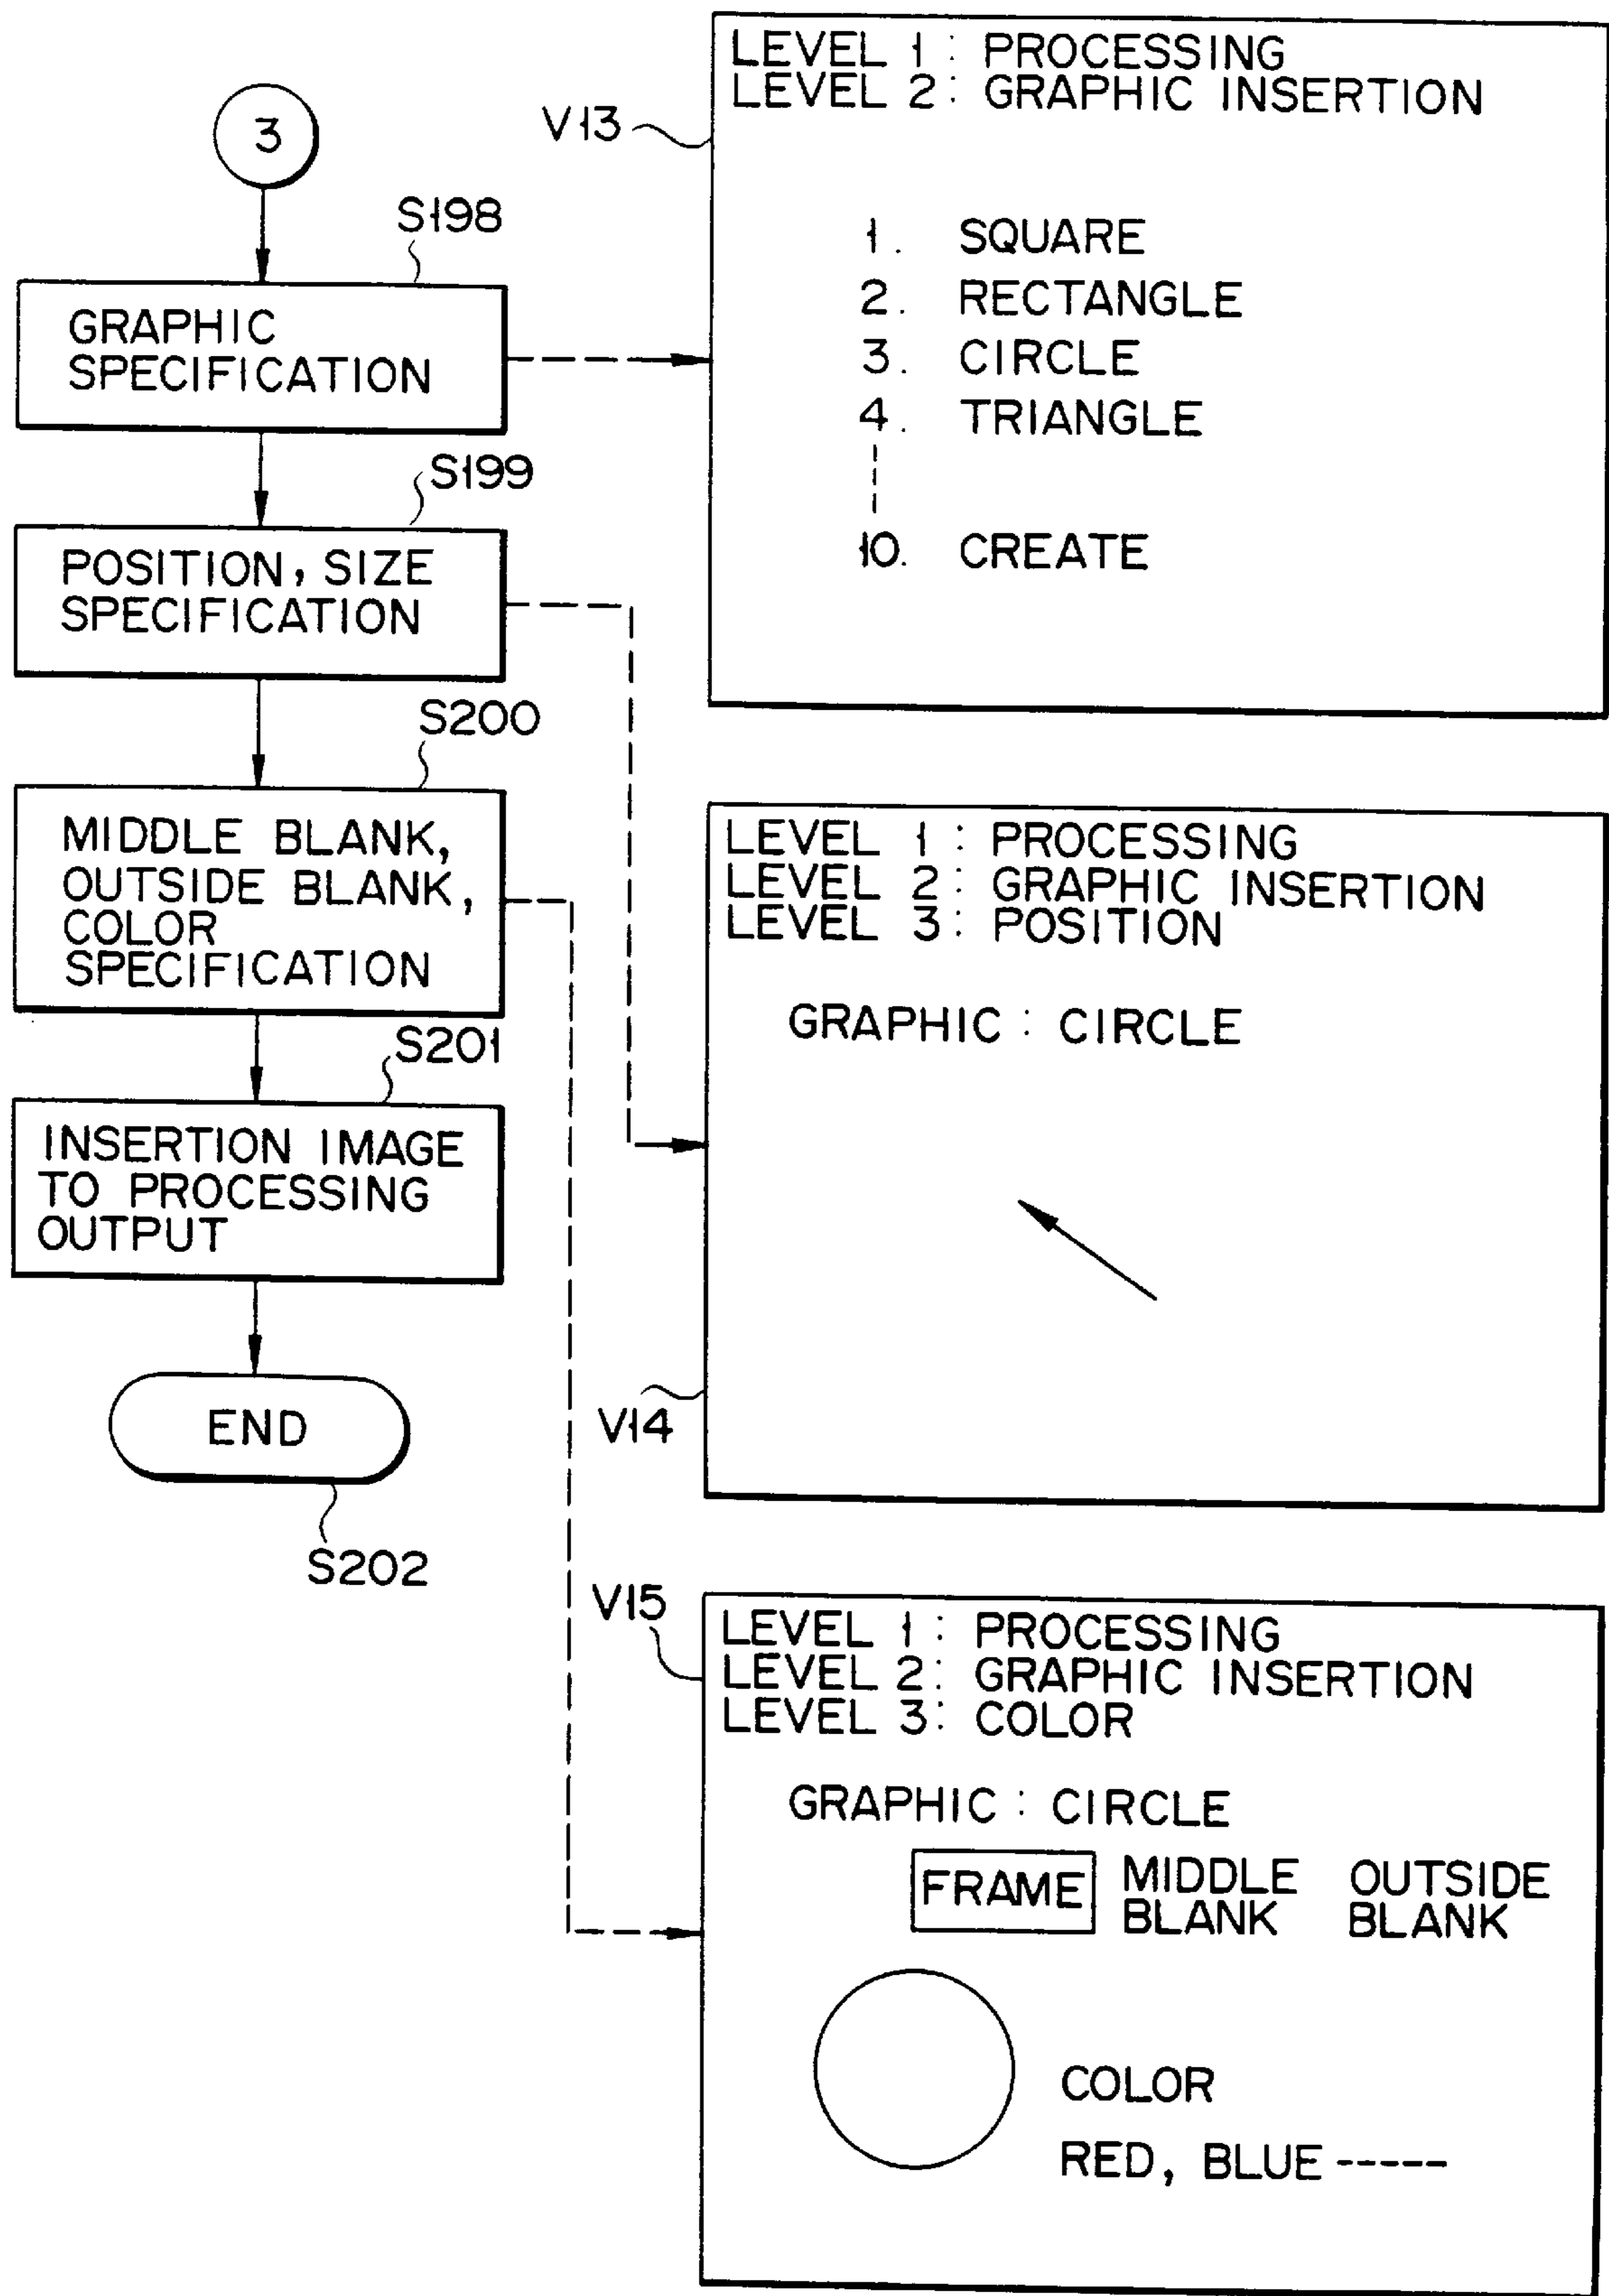 3
S198
GRAPHIC
SPECIFICATION
S199
POSITION, SIZE
SPECIFICATION
S200
MIDDLE BLANK,
OUTSIDE BLANK,
COLOR
SPECIFICATION
S201
INSERTION IMAGE
TO PROCESSING
OUTPUT
END
S202
V13
LEVEL 1 : PROCESSING
LEVEL 2 : GRAPHIC INSERTION
1. SQUARE
2. RECTANGLE
3. CIRCLE
4. TRIANGLE
10. CREATE
V14
LEVEL 1 : PROCESSING
LEVEL 2 : GRAPHIC INSERTION
LEVEL 3 : POSITION
GRAPHIC : CIRCLE
V15
LEVEL 1 : PROCESSING
LEVEL 2 : GRAPHIC INSERTION
LEVEL 3 : COLOR
GRAPHIC : CIRCLE
FRAME MIDDLE OUTSIDE
BLANK BLANK
COLOR
RED, BLUE -----